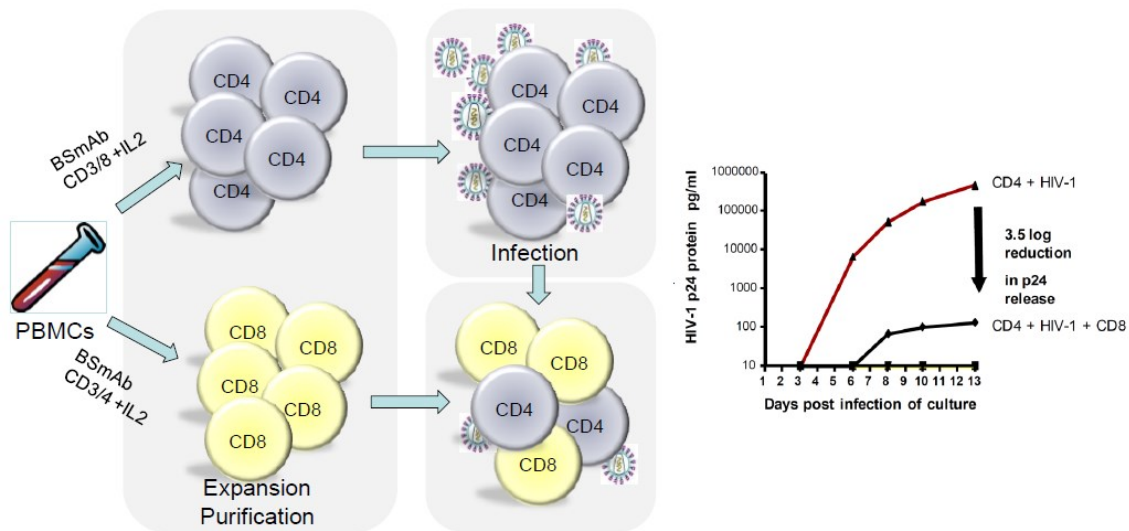 BSmAb
CD3/8 +IL2
PBMCs
BSmAb
CD3/4 +IL2
CD4
CD4
CD4
CD4
CD4
CD8
CD8
CD8
CD8
CD8
Expansion
Purification
CD4
CD4
CD4
CD4
CD4
Infection
CD8
CD8
CD4
CD4
CD8
HIV-1 p24 protein pg/ml
1000000
100000
10000
1000
100
10
1 2 3 4 5 6 7 8 9 10 11 12 13
Days post infection of culture
CD4 + HIV-1
3.5 log
reduction
in p24
release
CD4 + HIV-1 + CD8